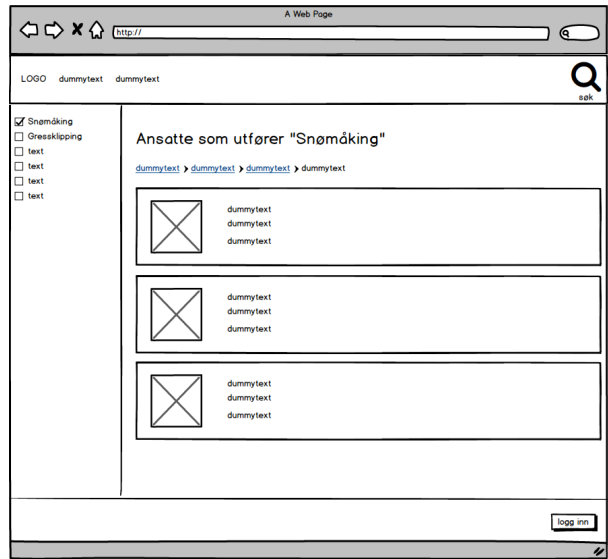 A Web Page
http://
LOGO dummytext dummytext
søk
Snømåking
Gressklipping
text
text
text
text
Ansatte som utfører "Snømåking"
dummytext dummytext dummytext dummytext
dummytext
dummytext
dummytext
dummytext
dummytext
dummytext
dummytext
dummytext
dummytext
logg inn